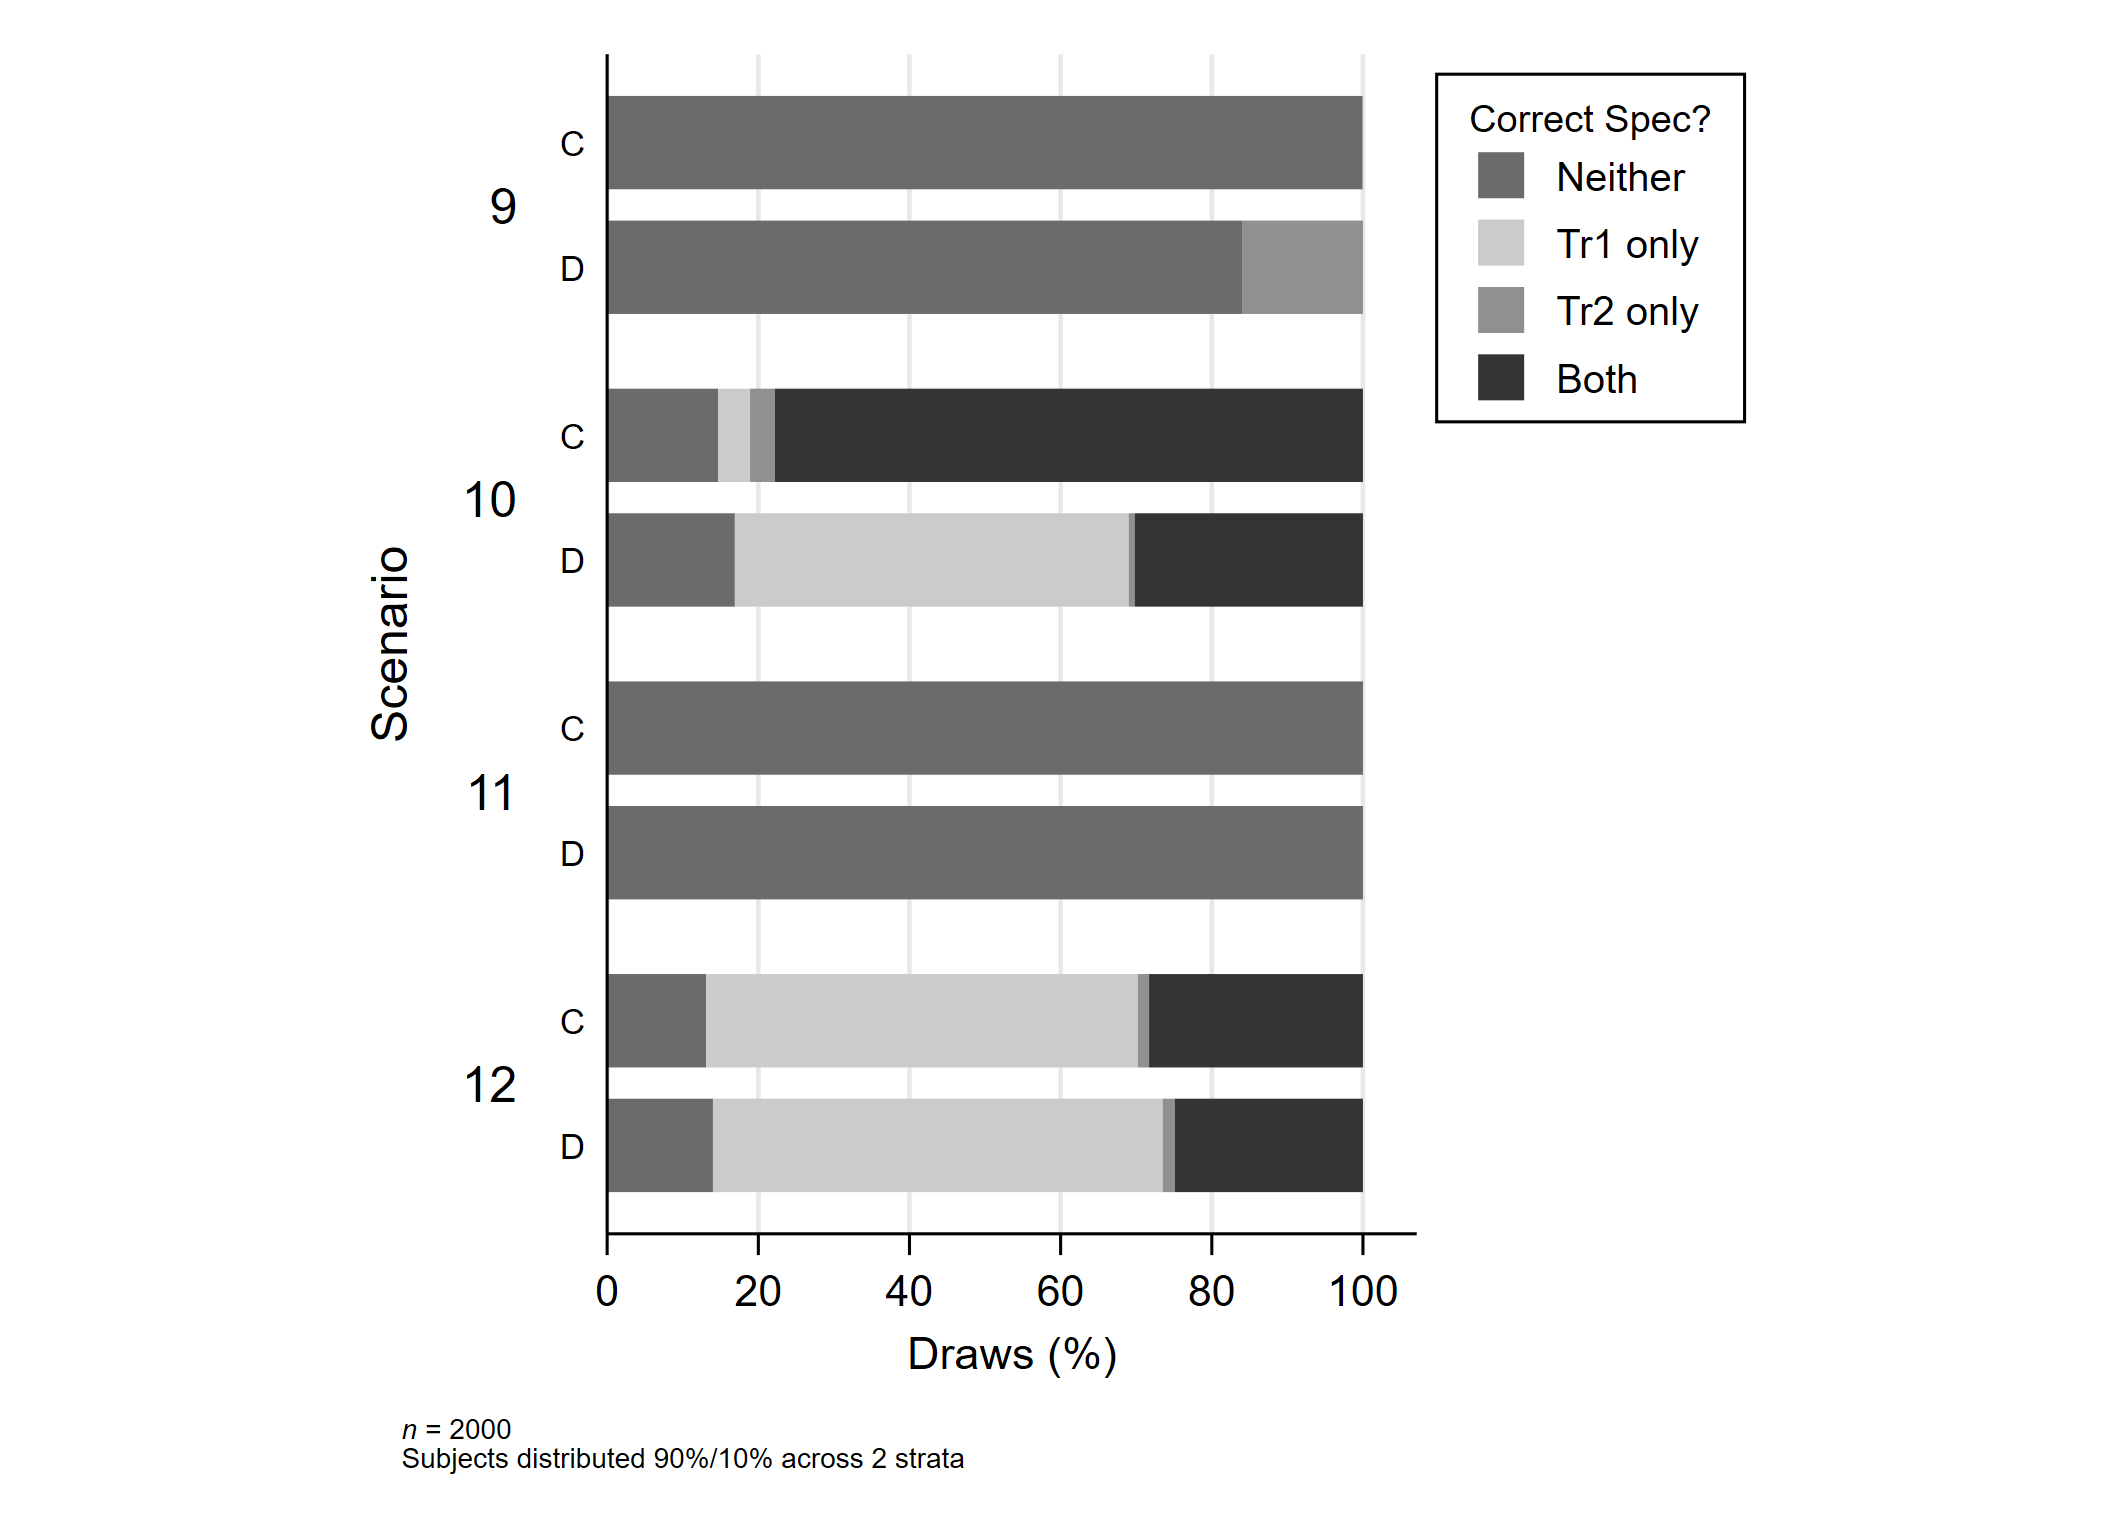 Correct Spec?
Neither
Tr1 only
Tr2 only
Both
Scenario
9
C
D
10
C
D
11
C
D
12
C
D
0 20 40 60 80 100
Draws (%)
n = 2000
Subjects distributed 90%/10% across 2 strata